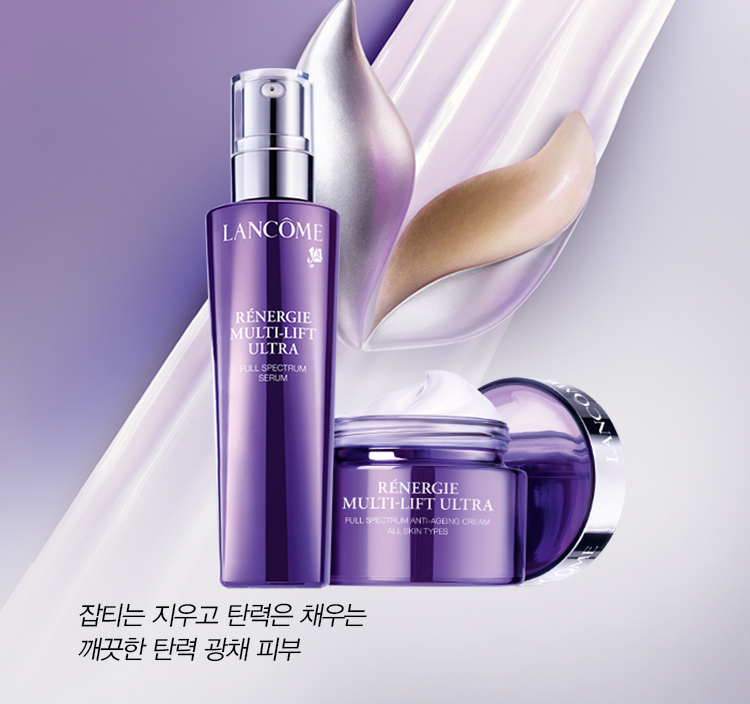 LANCÔME
RÉNERGIE
MULTI-LIFT
ULTRA
FULL SPECTRUM
SERUM
RÉNERGIE
MULTI-LIFT ULTRA
FULL SPECTRUM ANTI-AGEING CREAM
ALL SKIN TYPES
LANCÔME
잡티는 지우고 탄력은 채우는
깨끗한 탄력 광채 피부